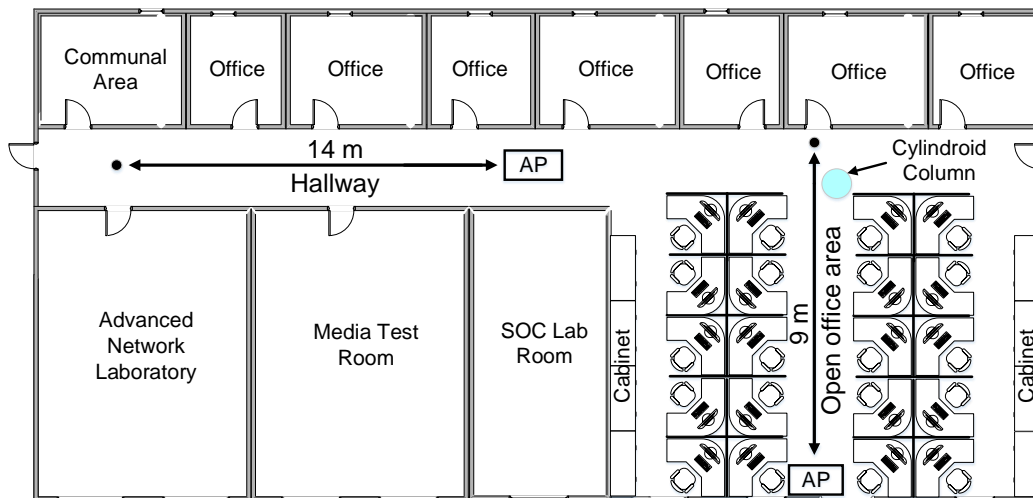 Communal
Area
Office
Office
Office
Office
Office
Office
Office
14 m
Hallway
AP
Cylindroid
Column
Advanced
Network
Laboratory
Media Test
Room
SOC Lab
Room
Cabinet
9 m
Open office area
Cabinet
AP